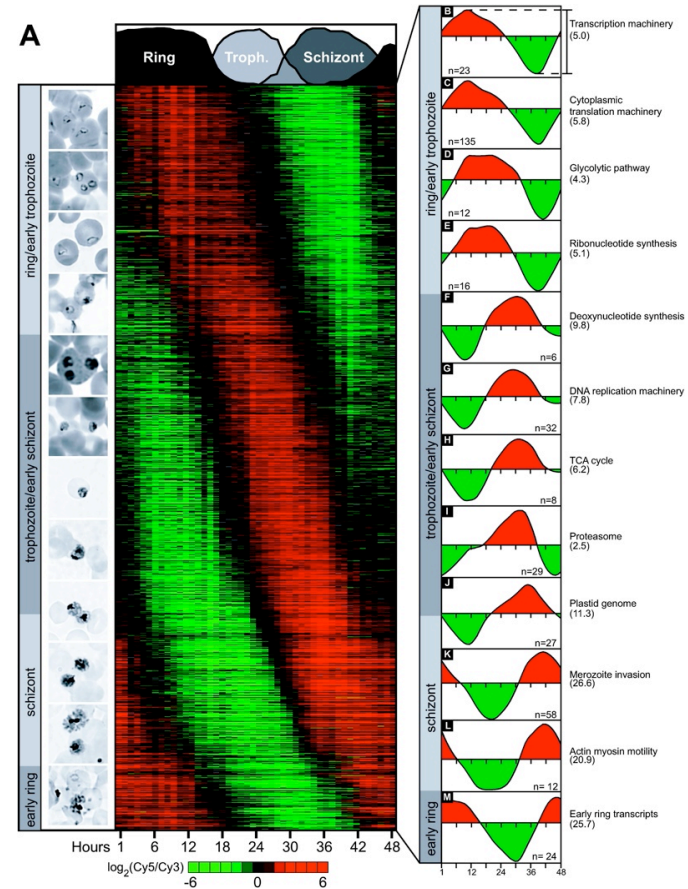 A
Ring
Troph.
Schizont
ring/early trophozoite
trophozoite/early schizont
schizont
early ring
Hours 1 6 12 18 24 30 36 42 48
log2(Cy5/Cy3)
-6 0 6
ring/early trophozoite
trophozoite/early schizont
schizont
early ring
B
n=23
Transcription machinery
(5.0)
C
n=135
Cytoplasmic
translation machinery
(5.8)
D
n=12
Glycolytic pathway
(4.3)
E
n=16
Ribonucleotide synthesis
(5.1)
F
n=6
Deoxynucleotide synthesis
(9.8)
G
n=32
DNA replication machinery
(7.8)
H
n=8
TCA cycle
(6.2)
I
n=29
Proteasome
(2.5)
J
n=27
Plastid genome
(11.3)
K
n=58
Merozoite invasion
(26.6)
L
n= 12
Actin myosin motility
(20.9)
M
n= 24
Early ring transcripts
(25.7)
1 12 24 36 48